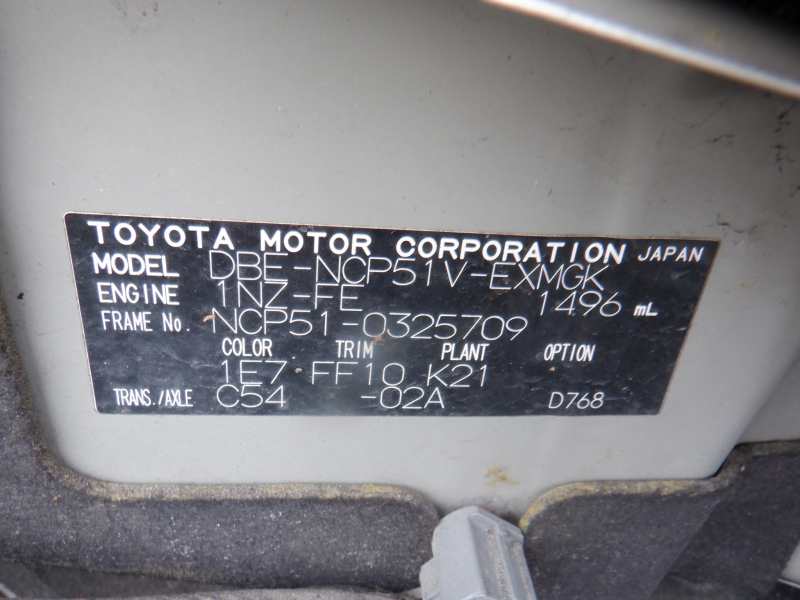 TOYOTA MOTOR CORPORATION JAPAN
MODEL DBE-NCP51V-EXMGK
ENGINE 1NZ-FE 1496 mL
FRAME No. NCP51-0325709
COLOR TRIM PLANT OPTION
1E7 FF10 K21
TRANS./AXLE C54 -02A D768